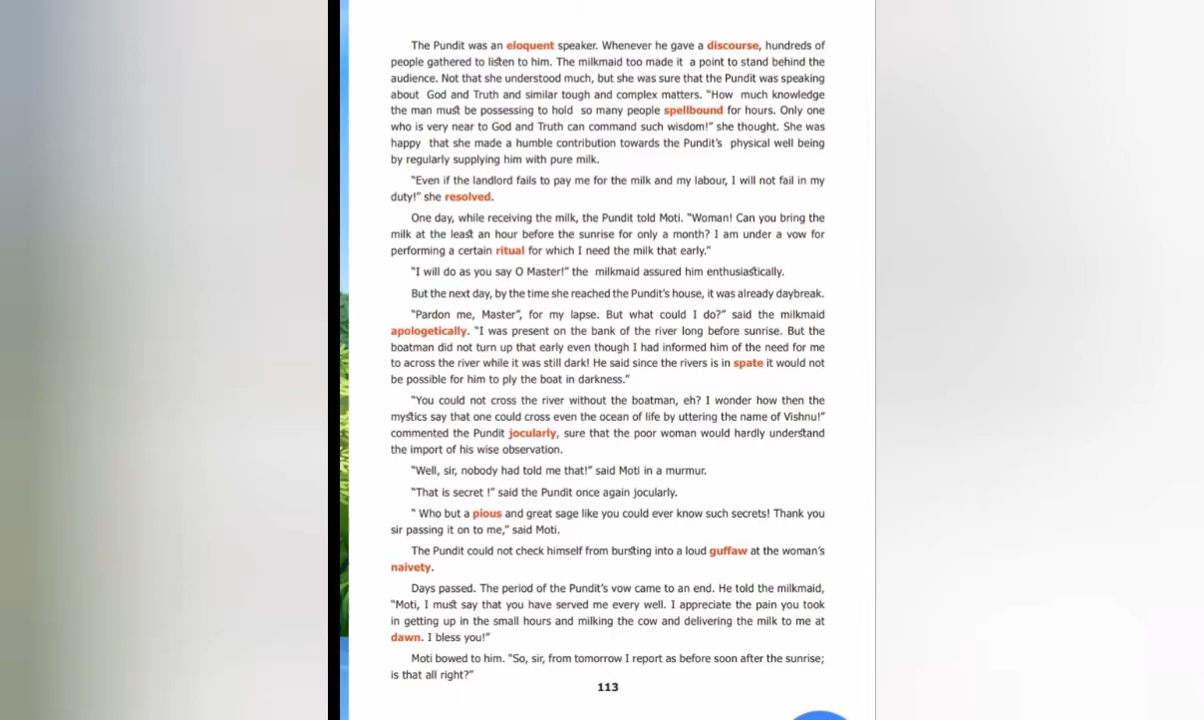 The Pundit was an eloquent speaker. Whenever he gave a discourse, hundreds of
people gathered to listen to him. The milkmaid too made it a point to stand behind the
audience. Not that she understood much, but she was sure that the Pundit was speaking
about God and Truth and similar tough and complex matters. "How much knowledge
the man must be possessing to hold so many people spellbound for hours. Only one
who is very near to God and Truth can command such wisdom!" she thought. She was
happy that she made a humble contribution towards the Pundit's physical well being
by regularly supplying him with pure milk.
"Even if the landlord fails to pay me for the milk and my labour, I will not fail in my
duty!" she resolved.
One day, while receiving the milk, the Pundit told Moti. "Woman! Can you bring the
milk at the least an hour before the sunrise for only a month? I am under a vow for
performing a certain ritual for which I need the milk that early."
"I will do as you say O Master!" the milkmaid assured him enthusiastically.
But the next day, by the time she reached the Pundit's house, it was already daybreak.
"Pardon me, Master", for my lapse. But what could I do?" said the milkmaid
apologetically. "I was present on the bank of the river long before sunrise. But the
boatman did not turn up that early even though I had informed him of the need for me
to across the river while it was still dark! He said since the rivers is in spate it would not
be possible for him to ply the boat in darkness."
"You could not cross the river without the boatman, eh? I wonder how then the
mystics say that one could cross even the ocean of life by uttering the name of Vishnu!"
commented the Pundit jocularly, sure that the poor woman would hardly understand
the import of his wise observation.
"Well, sir, nobody had told me that!" said Moti in a murmur.
"That is secret !" said the Pundit once again jocularly.
" Who but a pious and great sage like you could ever know such secrets! Thank you
sir passing it on to me," said Moti.
The Pundit could not check himself from bursting into a loud guffaw at the woman's
naivety.
Days passed. The period of the Pundit's vow came to an end. He told the milkmaid,
"Moti, I must say that you have served me every well. I appreciate the pain you took
in getting up in the small hours and milking the cow and delivering the milk to me at
dawn. I bless you!"
Moti bowed to him. "So, sir, from tomorrow I report as before soon after the sunrise;
is that all right?"
113